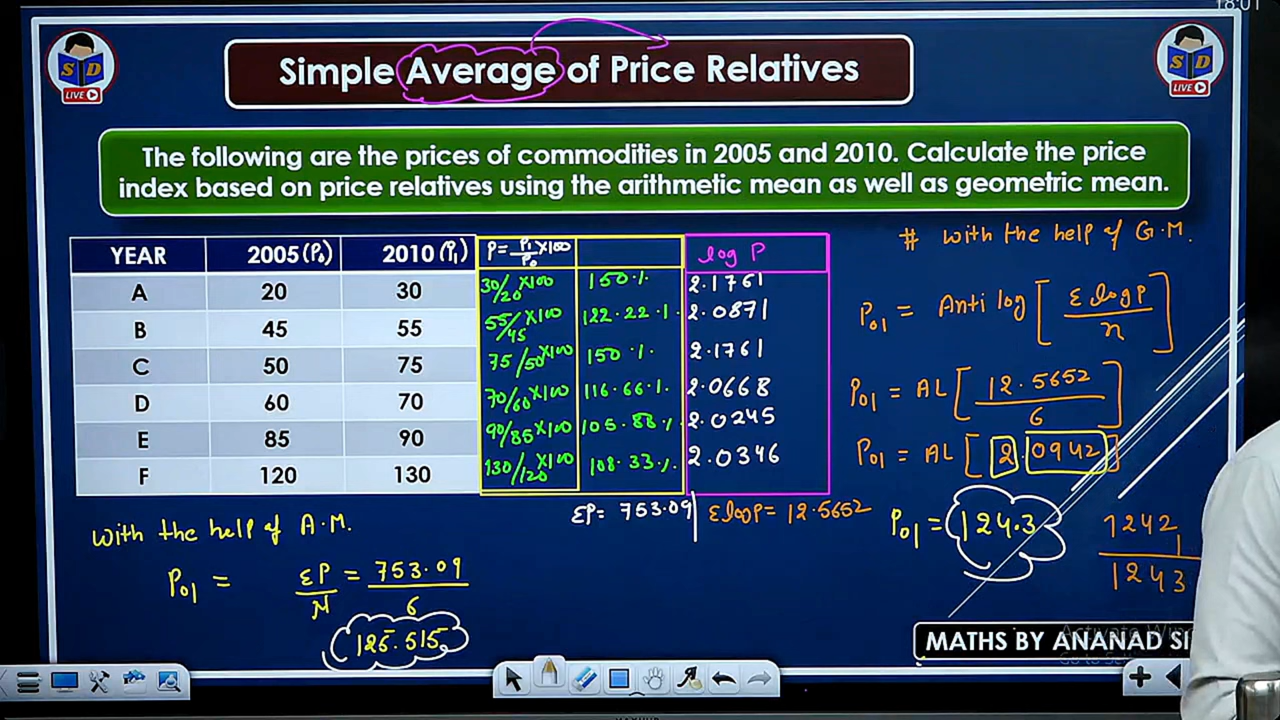 18:01
S D
LIVE
Simple Average of Price Relatives
S D
LIVE
The following are the prices of commodities in 2005 and 2010. Calculate the price
index based on price relatives using the arithmetic mean as well as geometric mean.
YEAR 2005 (P₀) 2010 (P₁) P = P₁/P₀ ×100 log P
A 20 30 30/20 ×100 150 % 2.1761
B 45 55 55/45 ×100 122.22 % 2.0871
C 50 75 75/50 ×100 150 % 2.1761
D 60 70 70/60 ×100 116.66 % 2.0668
E 85 90 90/85 ×100 105.88 % 2.0245
F 120 130 130/120 ×100 108.33 % 2.0346
ΣP = 753.09 Σlog P = 12.5652
# with the help of G.M.
P₀₁ = Anti log [ Σ log P / n ]
P₀₁ = AL [ 12.5652 / 6 ]
P₀₁ = AL [ 2.0942 ]
P₀₁ = 124.3
1242
1
1243
with the help of A.M.
P₀₁ = ΣP / N = 753.09 / 6
125.515
MATHS BY ANANAD SI